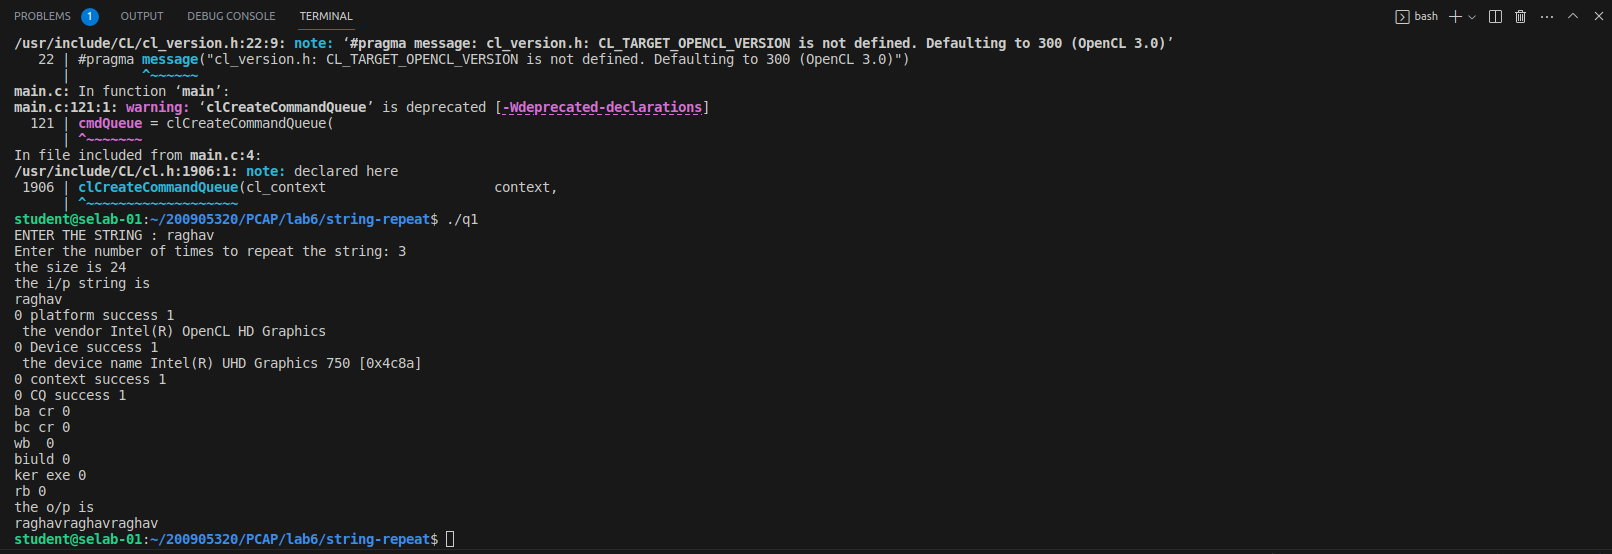 PROBLEMS 1 OUTPUT DEBUG CONSOLE TERMINAL bash
/usr/include/CL/cl_version.h:22:9: note: ‘#pragma message: cl_version.h: CL_TARGET_OPENCL_VERSION is not defined. Defaulting to 300 (OpenCL 3.0)’
   22 | #pragma message("cl_version.h: CL_TARGET_OPENCL_VERSION is not defined. Defaulting to 300 (OpenCL 3.0)")
      |         ^~~~~~~
main.c: In function ‘main’:
main.c:121:1: warning: ‘clCreateCommandQueue’ is deprecated [-Wdeprecated-declarations]
  121 | cmdQueue = clCreateCommandQueue(
      | ^~~~~~~~
In file included from main.c:4:
/usr/include/CL/cl.h:1906:1: note: declared here
 1906 | clCreateCommandQueue(cl_context                     context,
      | ^~~~~~~~~~~~~~~~~~~~
student@selab-01:~/200905320/PCAP/lab6/string-repeat$ ./q1
ENTER THE STRING : raghav
Enter the number of times to repeat the string: 3
the size is 24
the i/p string is
raghav
0 platform success 1
 the vendor Intel(R) OpenCL HD Graphics
0 Device success 1
 the device name Intel(R) UHD Graphics 750 [0x4c8a]
0 context success 1
0 CQ success 1
ba cr 0
bc cr 0
wb  0
biuld 0
ker exe 0
rb 0
the o/p is
raghavraghavraghav
student@selab-01:~/200905320/PCAP/lab6/string-repeat$